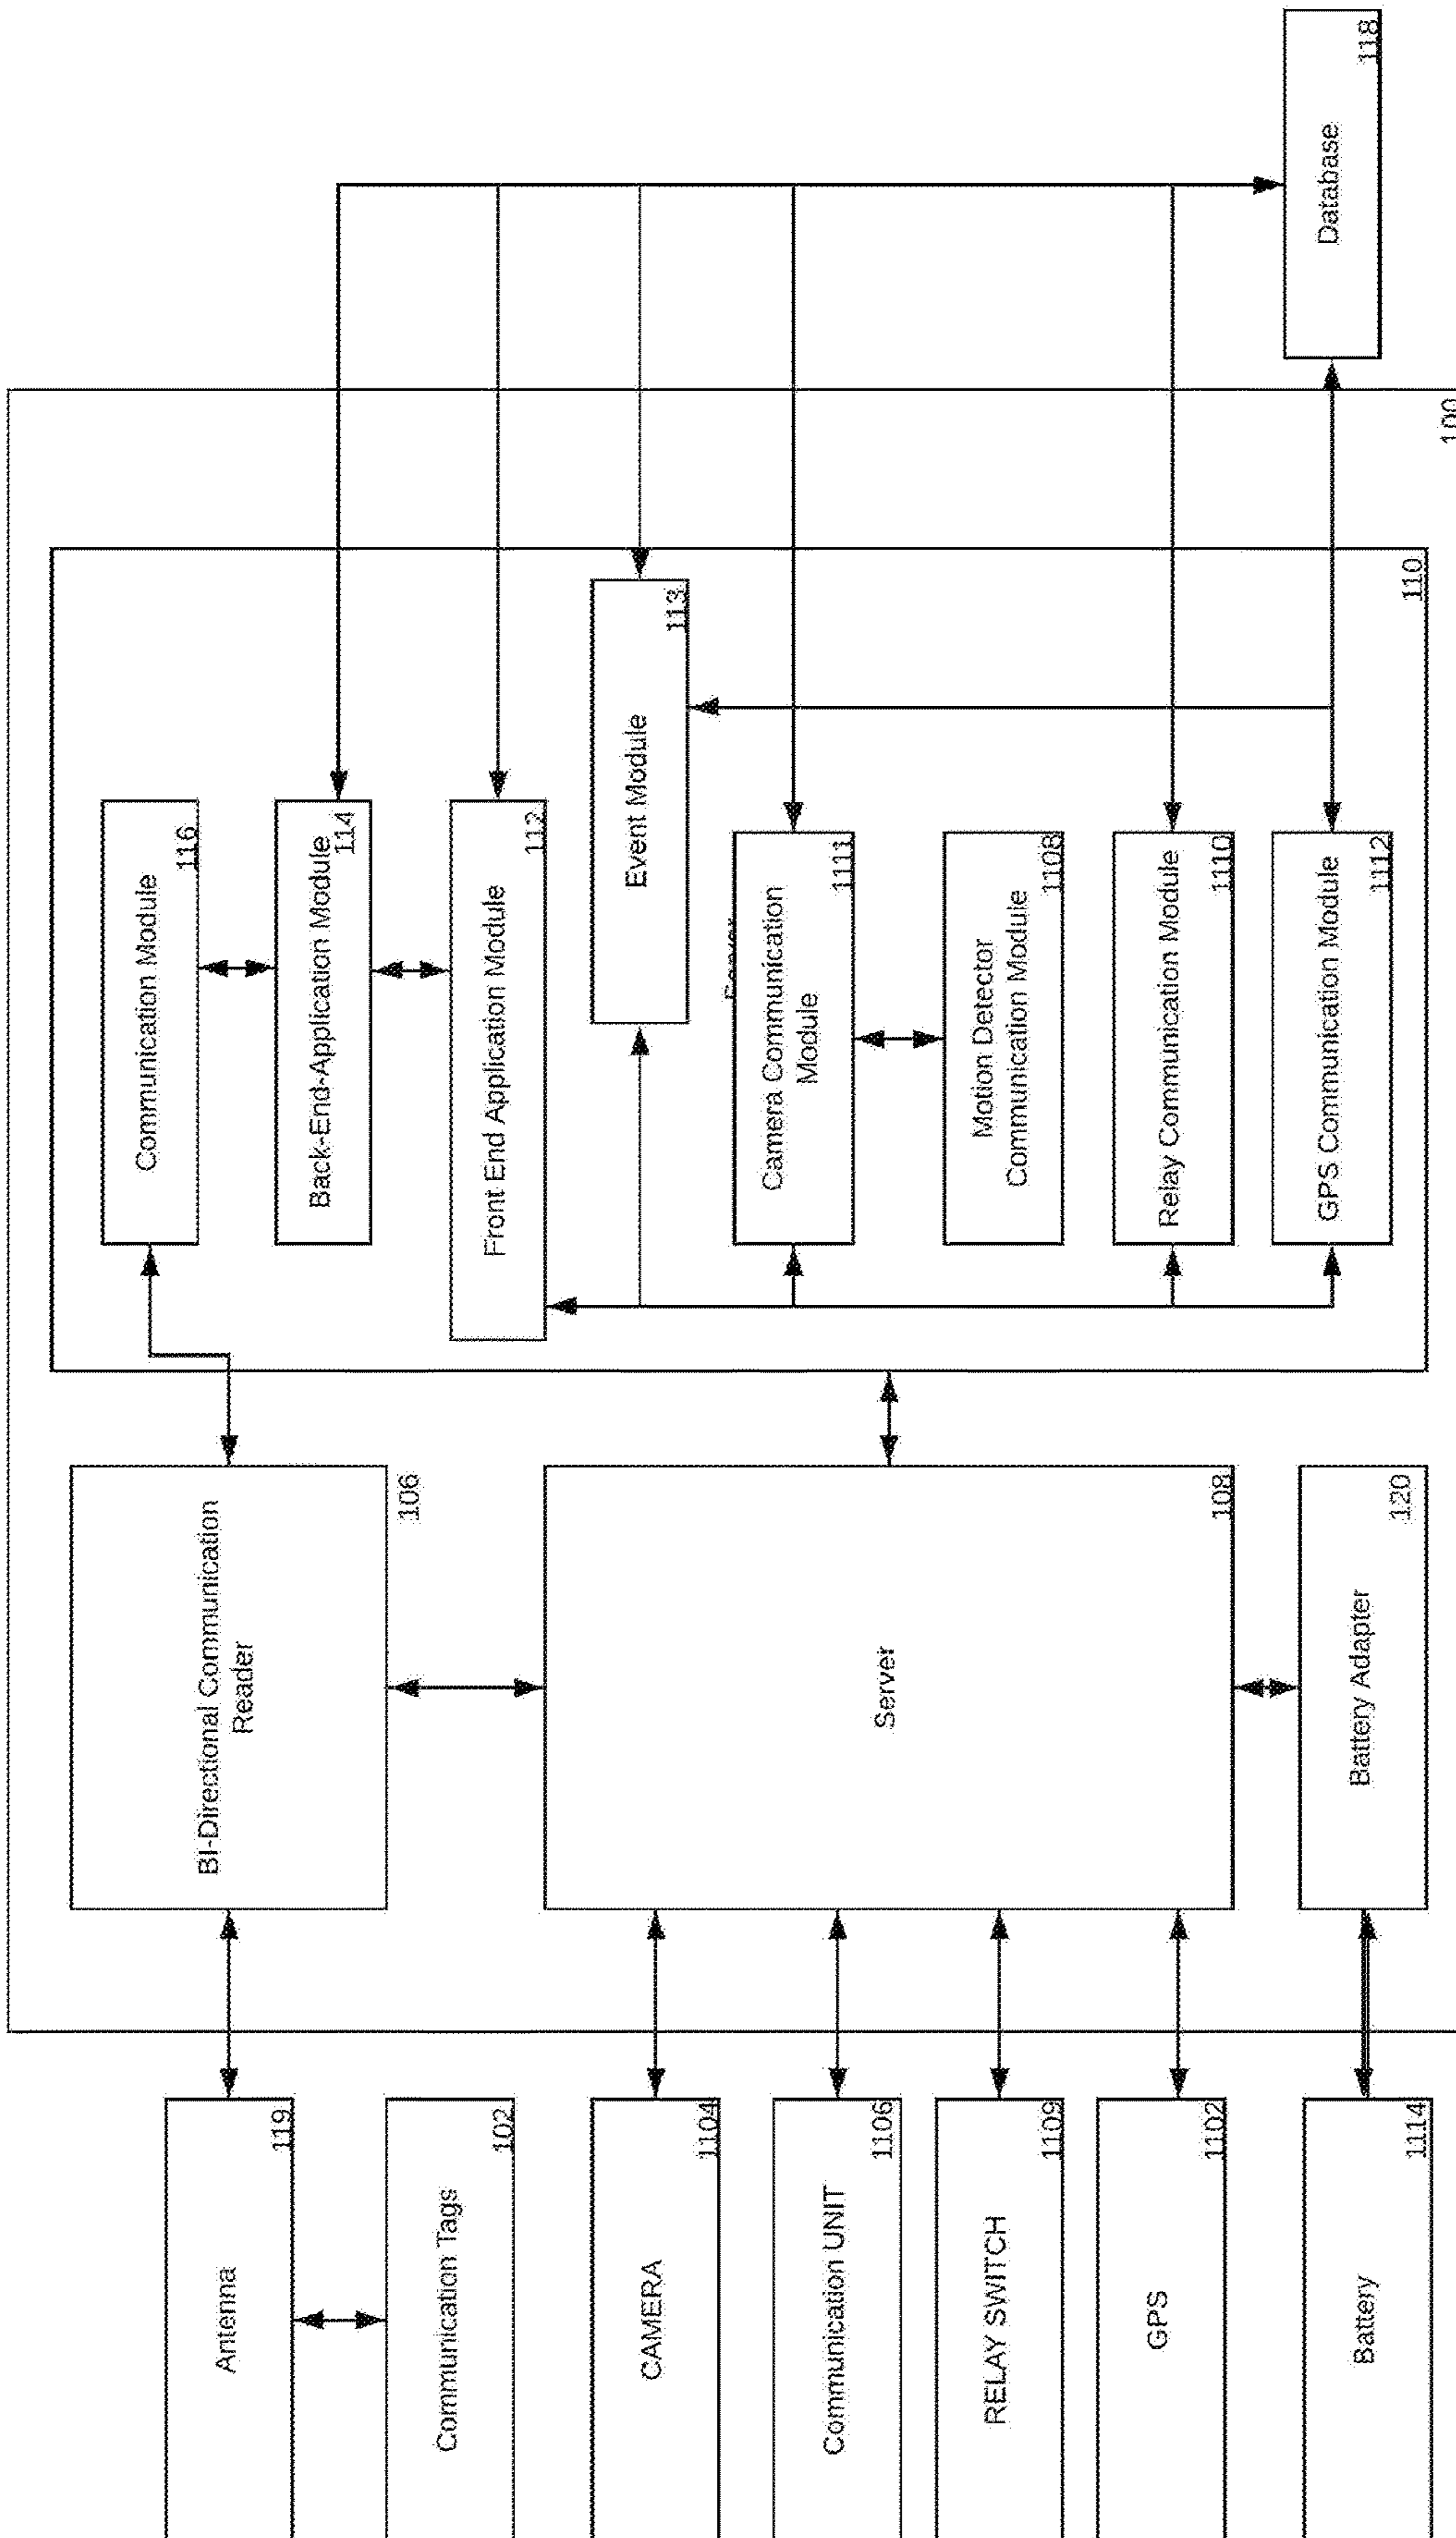 Antenna
119
Communication Tags
102
CAMERA
1104
Communication UNIT
1106
RELAY SWITCH
1109
GPS
1102
Battery
1114
BI-Directional Communication
Reader
106
Server
108
Battery Adapter
120
Communication Module
116
Back-End-Application Module
114
Front End Application Module
112
Event Module
113
Camera Communication
Module
1111
Motion Detector
Communication Module
1108
Relay Communication Module
1110
GPS Communication Module
1112
110
100
Database
118